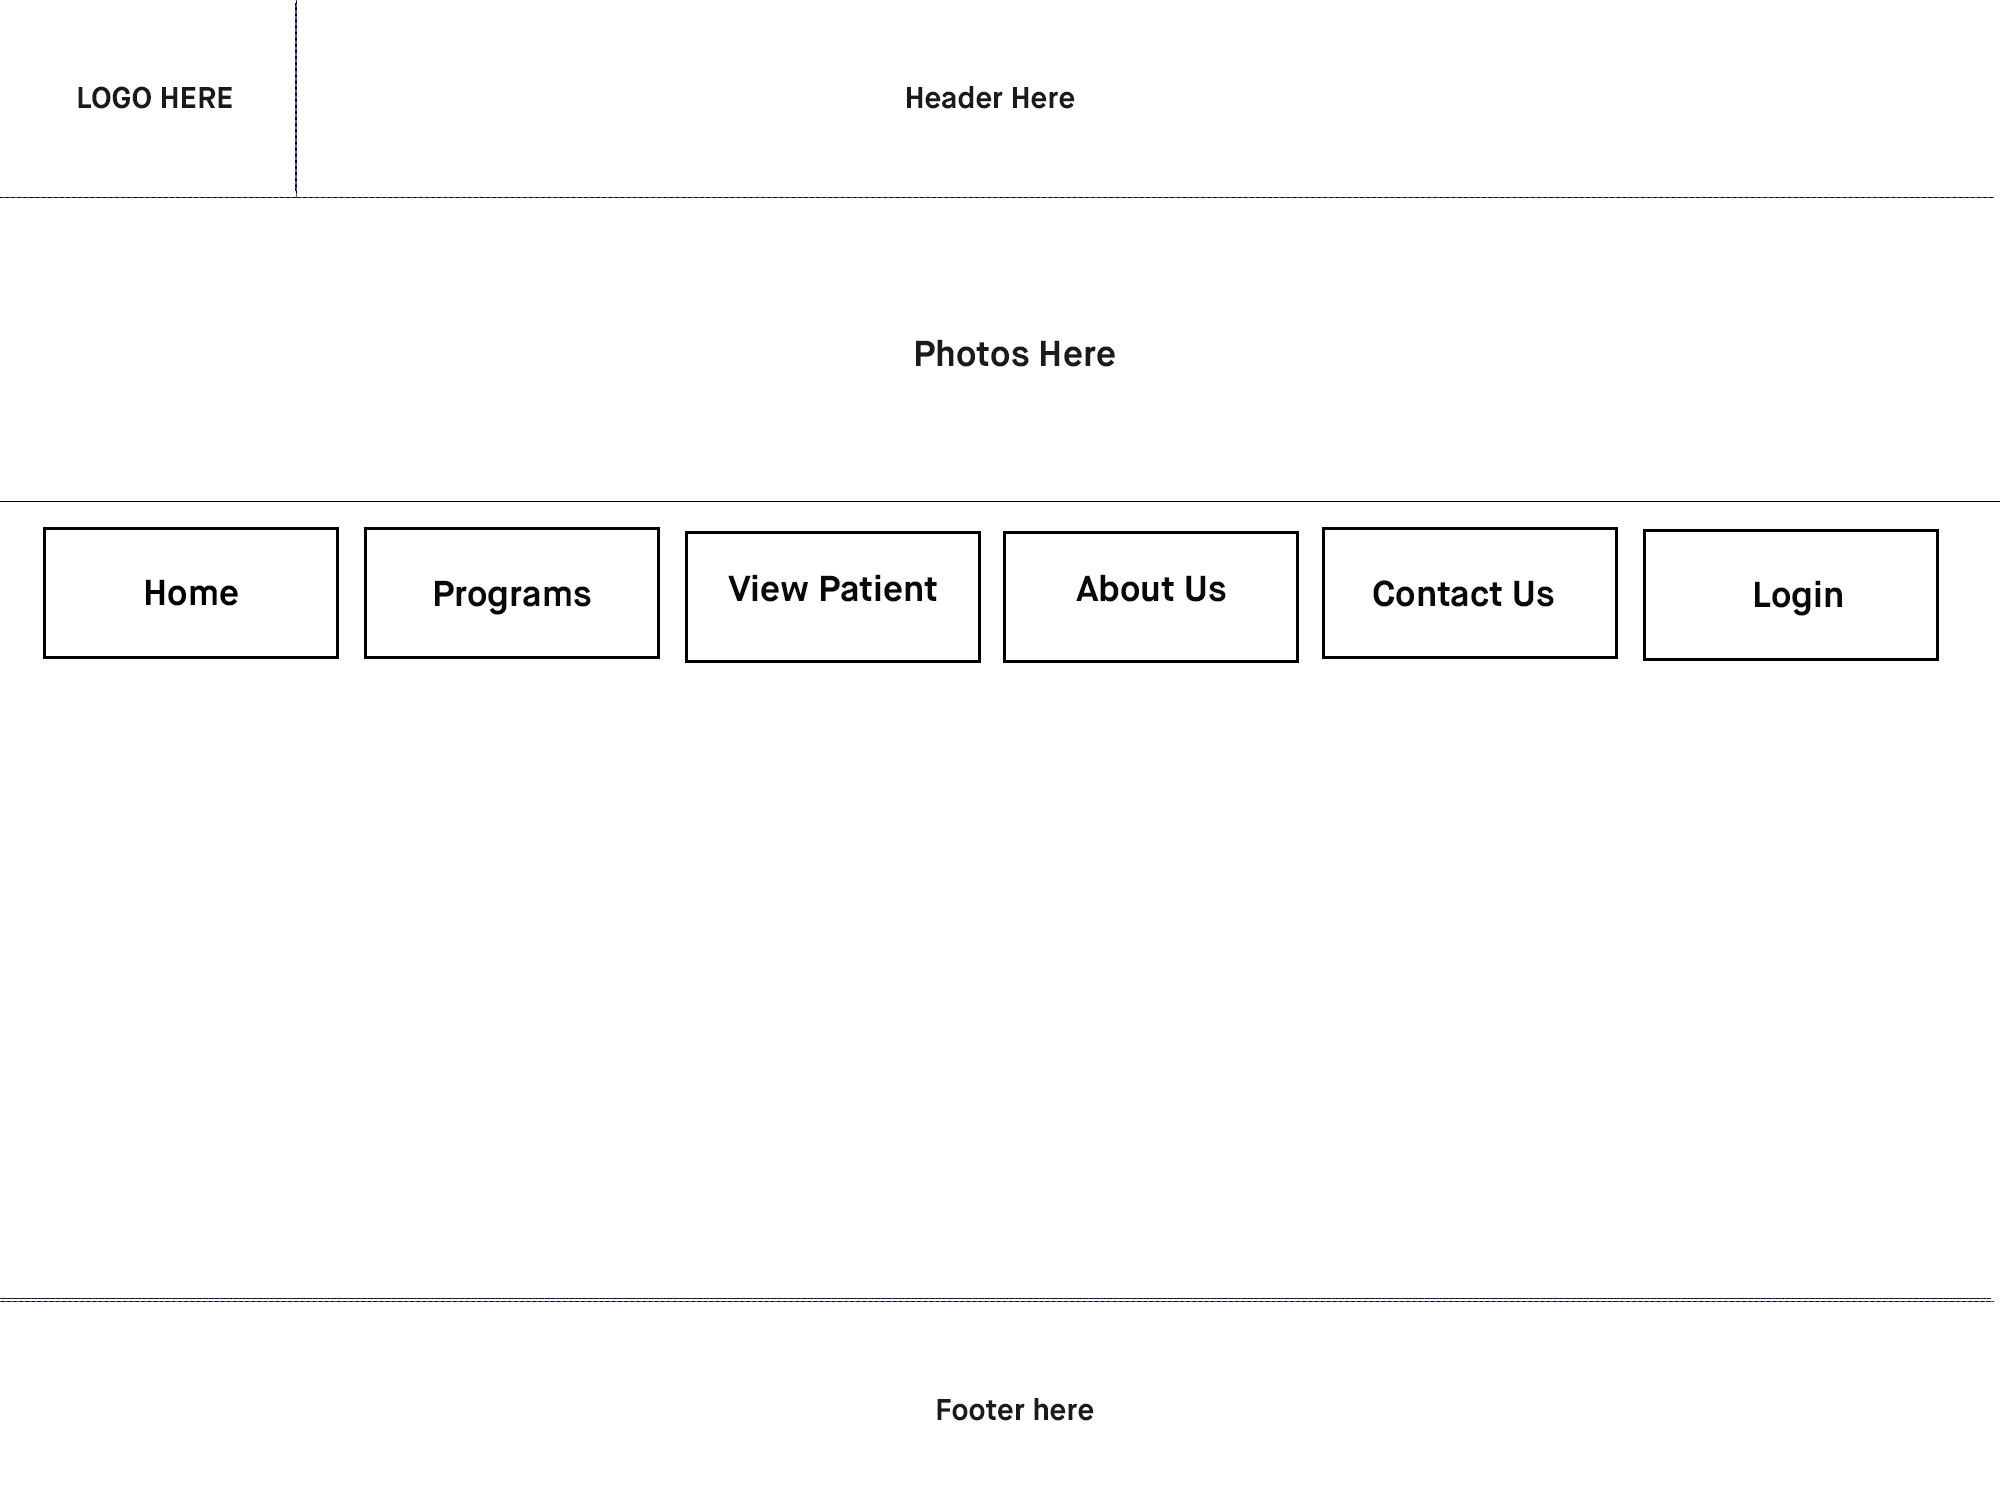 LOGO HERE
Header Here
Photos Here
Home
Programs
View Patient
About Us
Contact Us
Login
Footer here